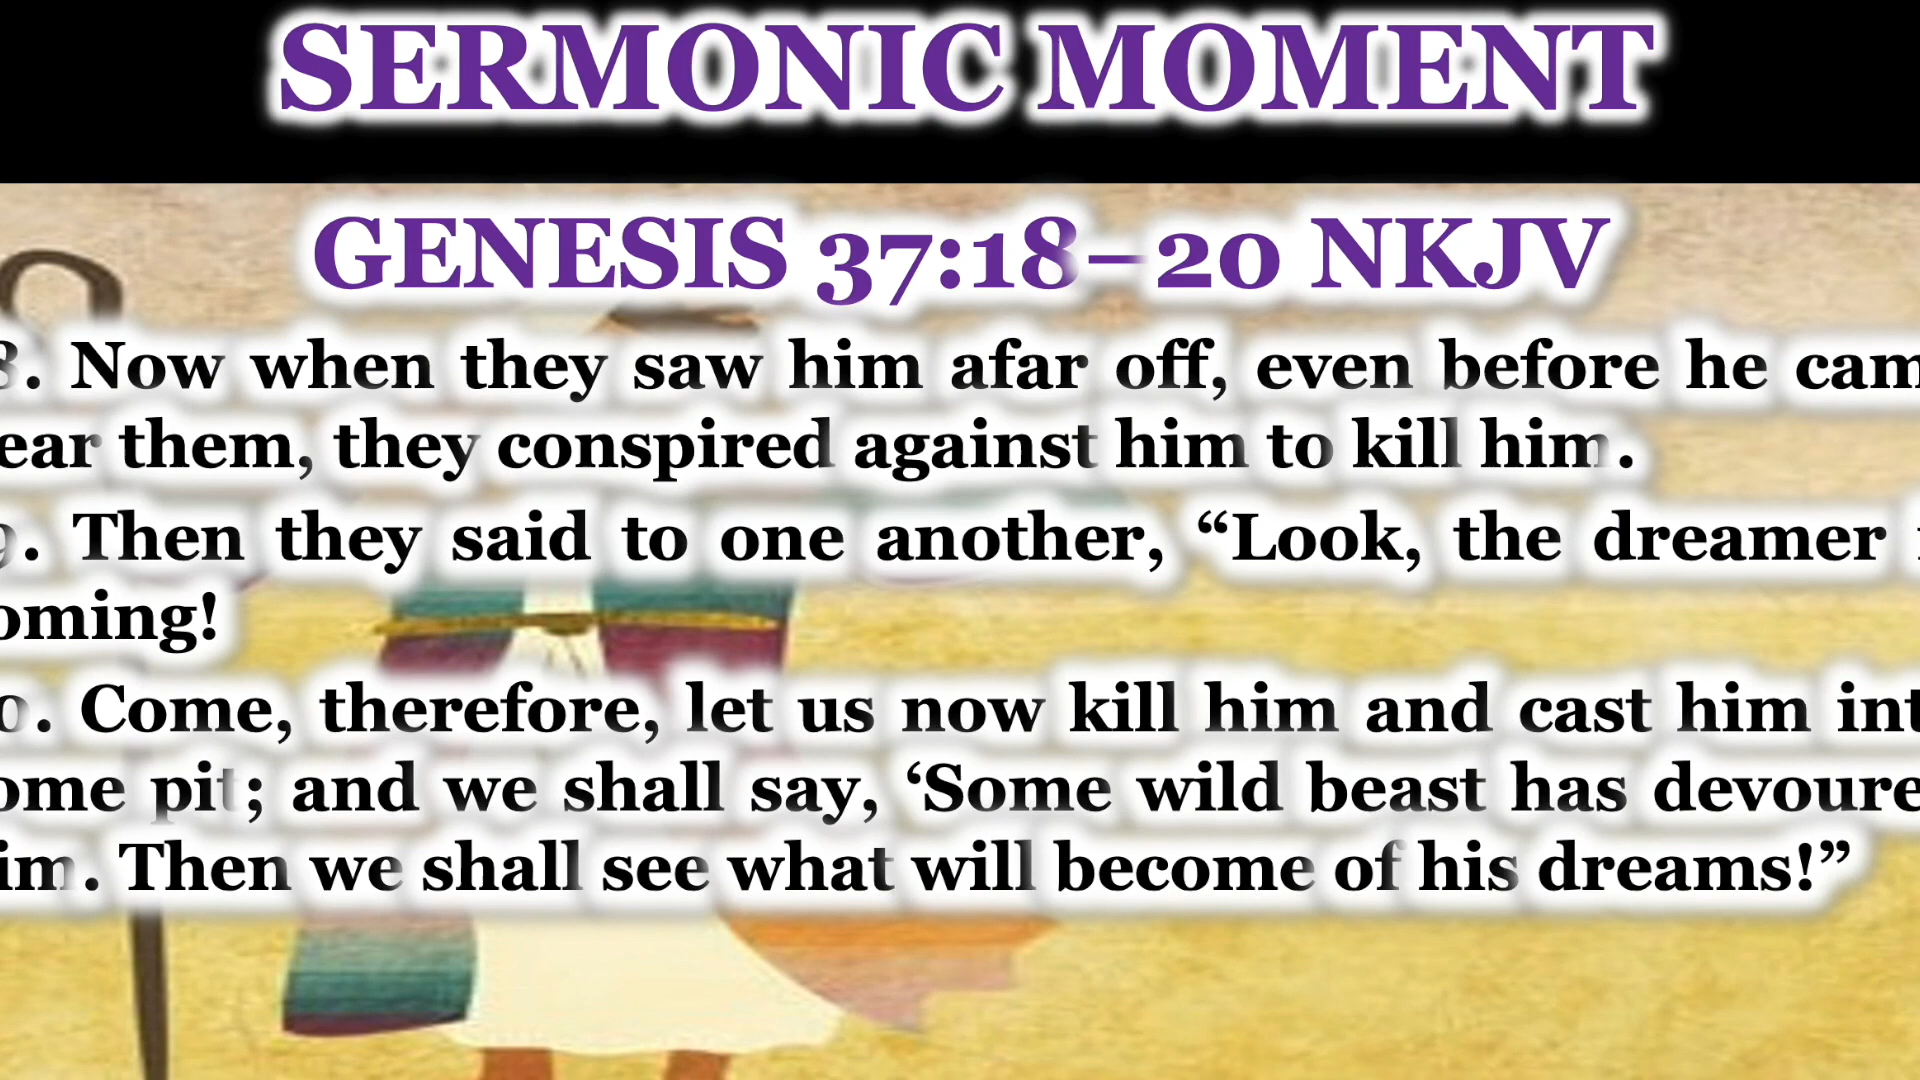 SERMONIC MOMENT
GENESIS 37:18–20 NKJV
8. Now when they saw him afar off, even before he cam
ear them, they conspired against him to kill him.
9. Then they said to one another, “Look, the dreamer i
oming!
0. Come, therefore, let us now kill him and cast him int
ome pit; and we shall say, ‘Some wild beast has devoure
im. Then we shall see what will become of his dreams!”